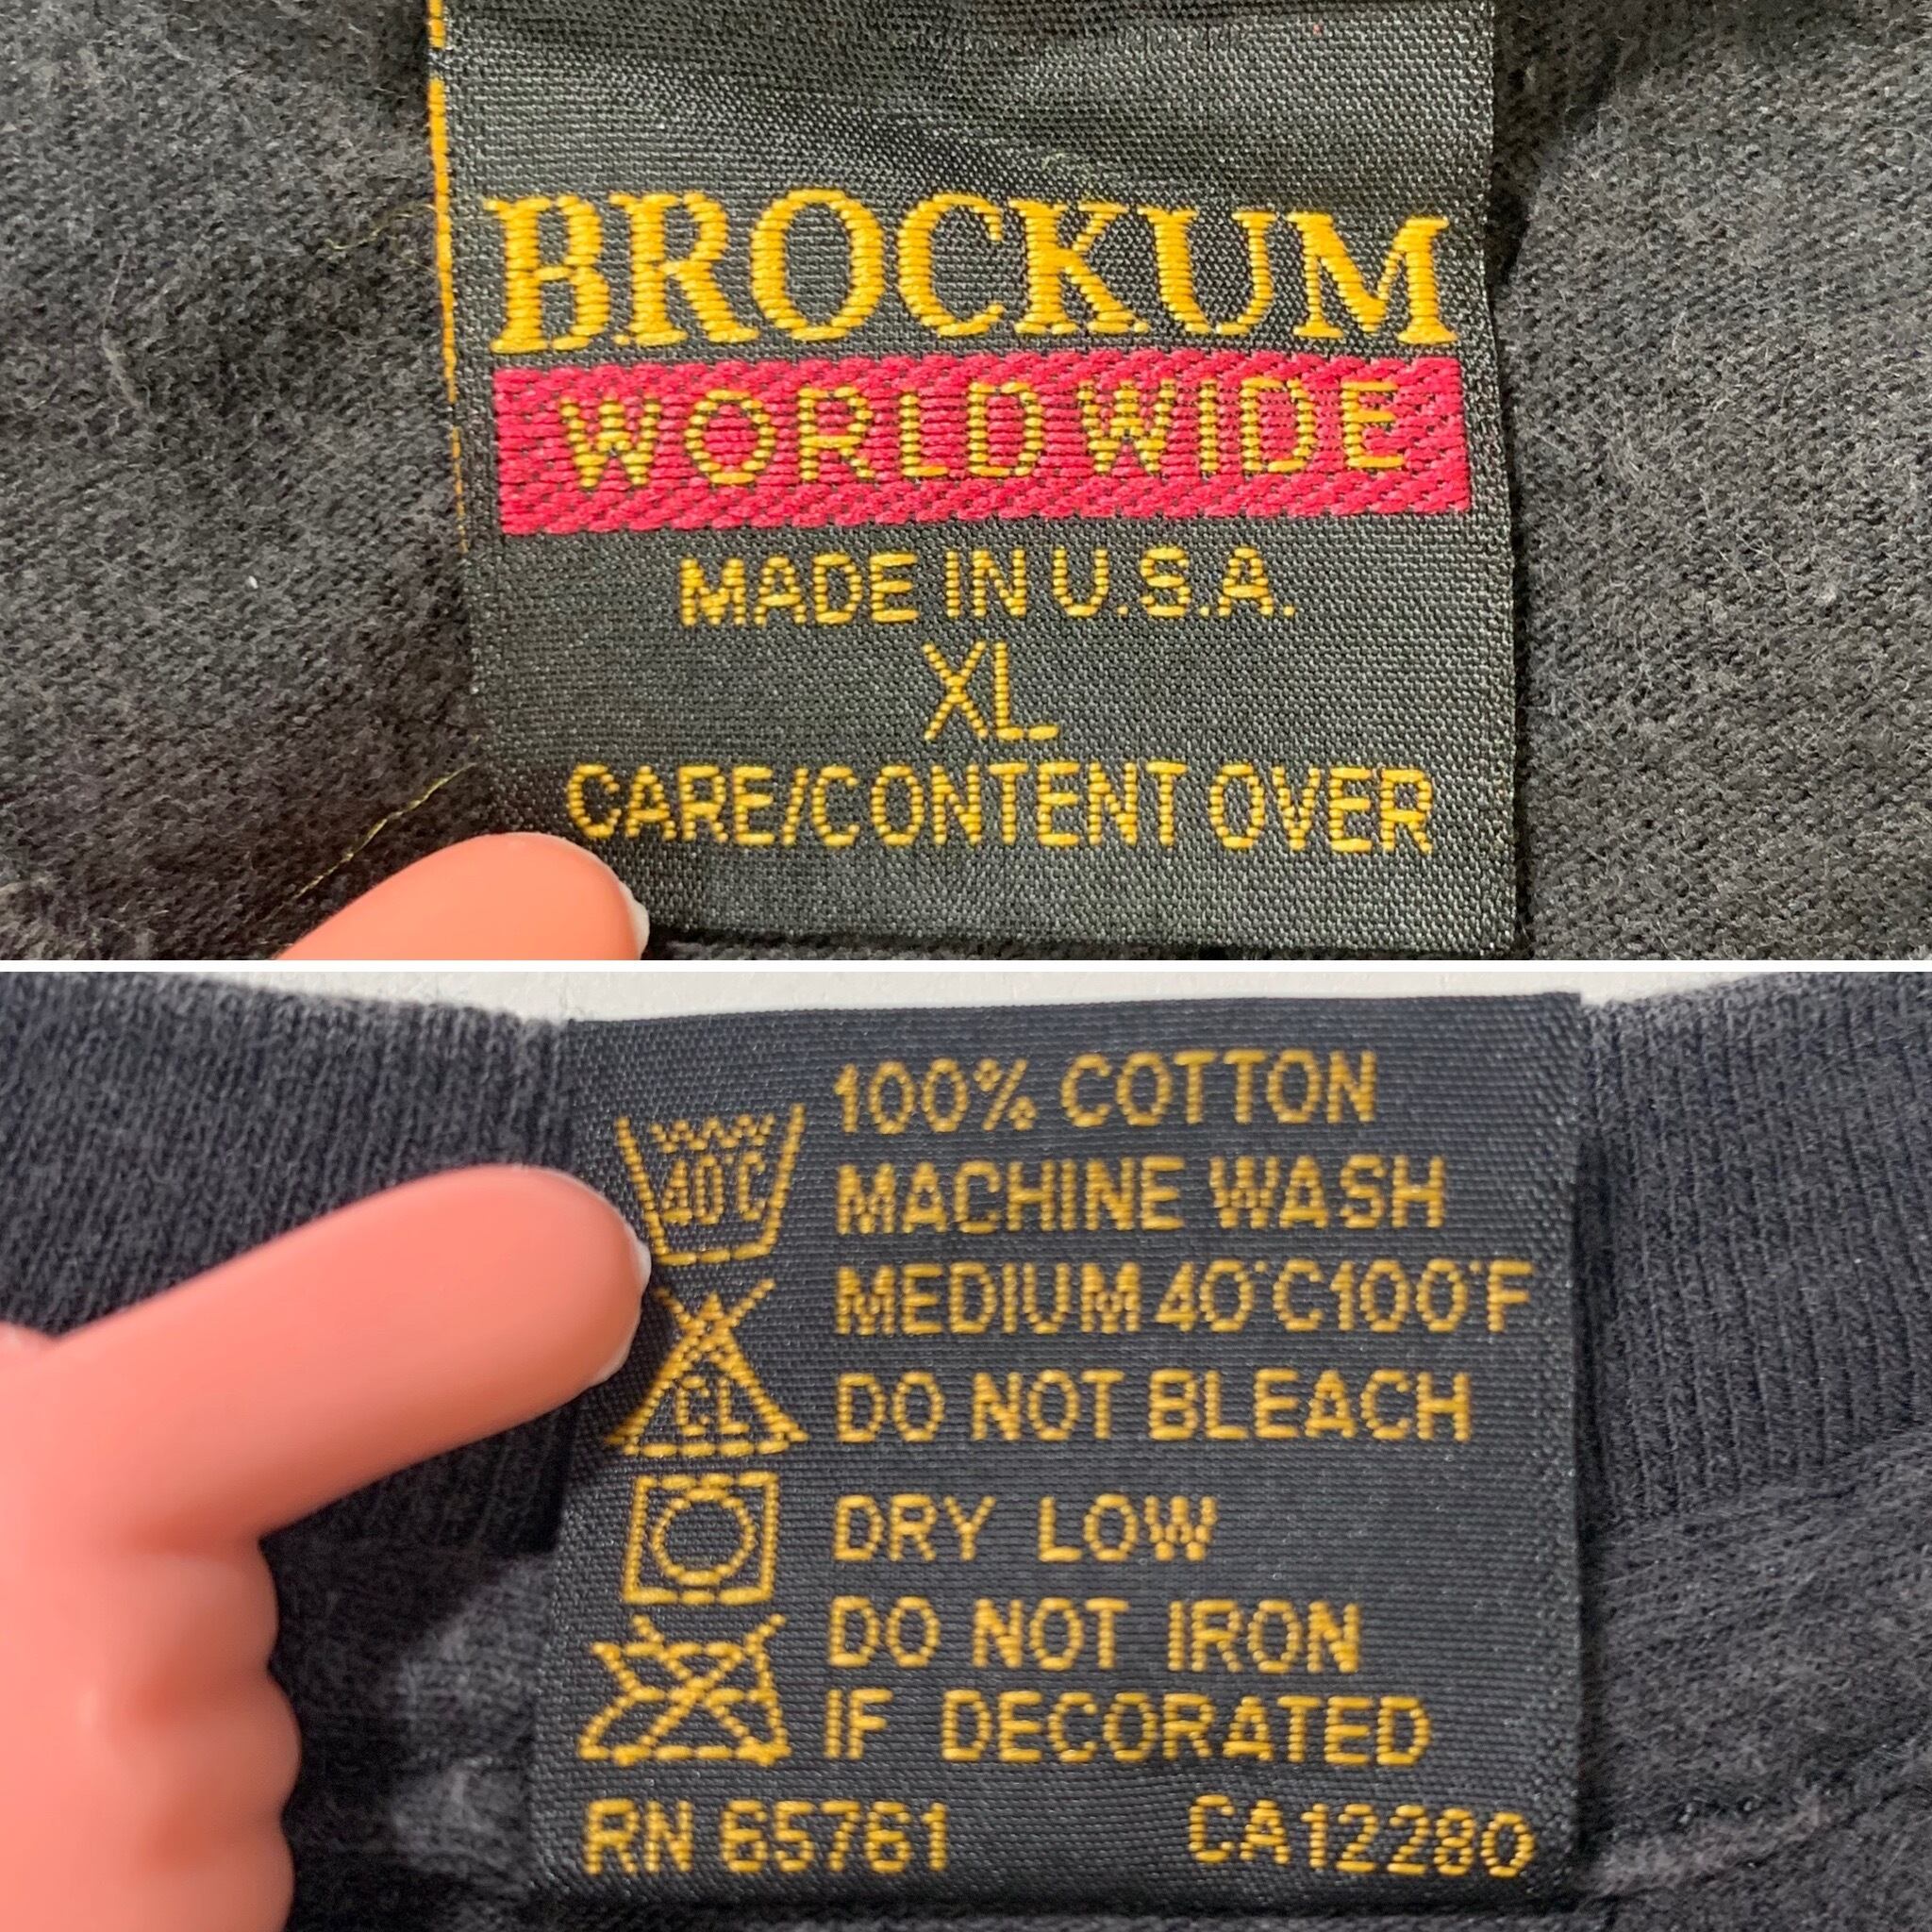 BROCKUM
WORLDWIDE
MADE IN U.S.A.
XL
CARE/CONTENT OVER
100% COTTON
40°C
MACHINE WASH
MEDIUM 40°C100°F
CL
DO NOT BLEACH
DRY LOW
DO NOT IRON
IF DECORATED
RN 65761 CA12280